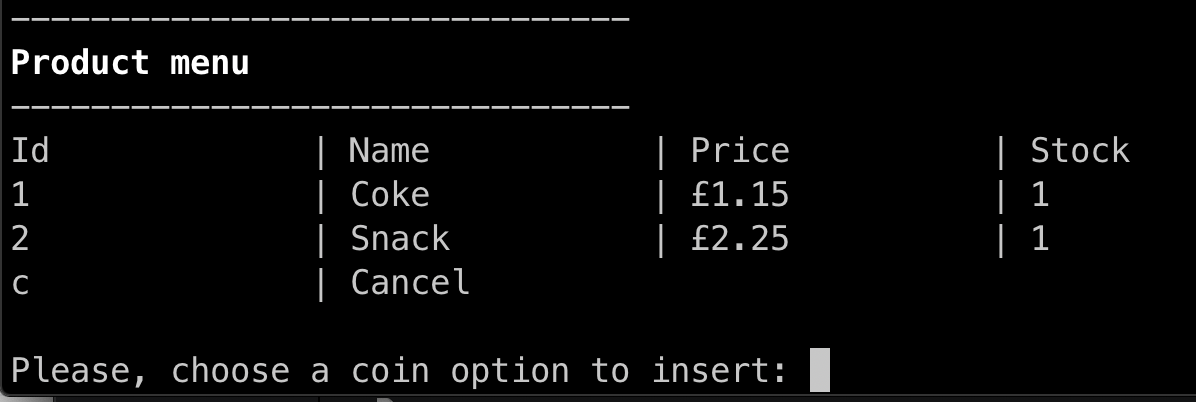 -------------------------------
Product menu
-------------------------------
Id | Name | Price | Stock
1 | Coke | £1.15 | 1
2 | Snack | £2.25 | 1
c | Cancel
Please, choose a coin option to insert: